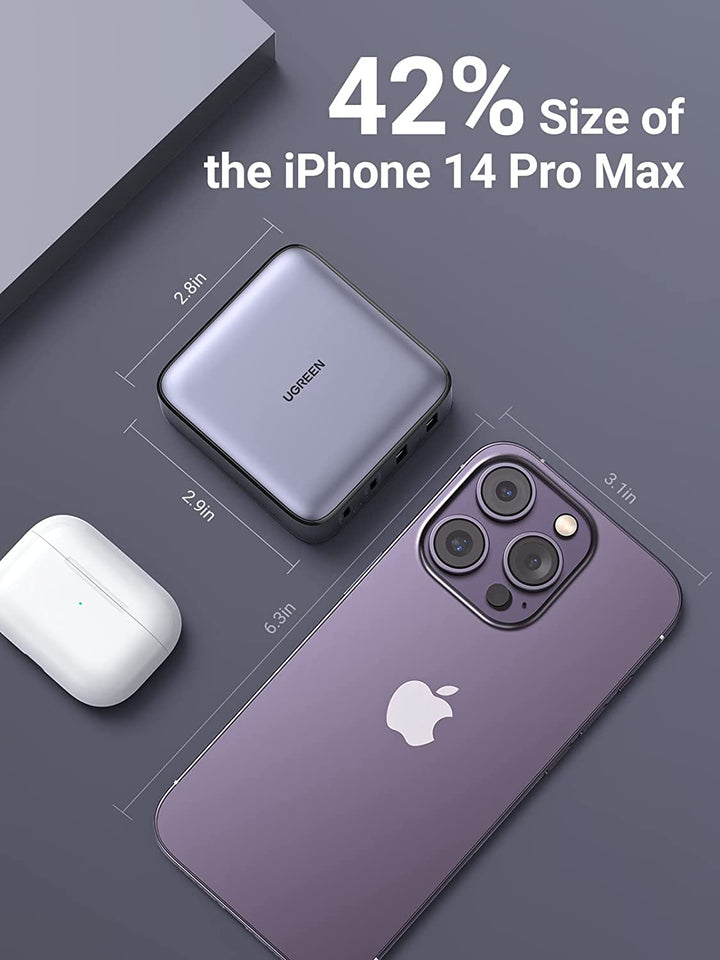 42% Size of
the iPhone 14 Pro Max
2.8in
UGREEN
2.9in
3.1in
6.3in